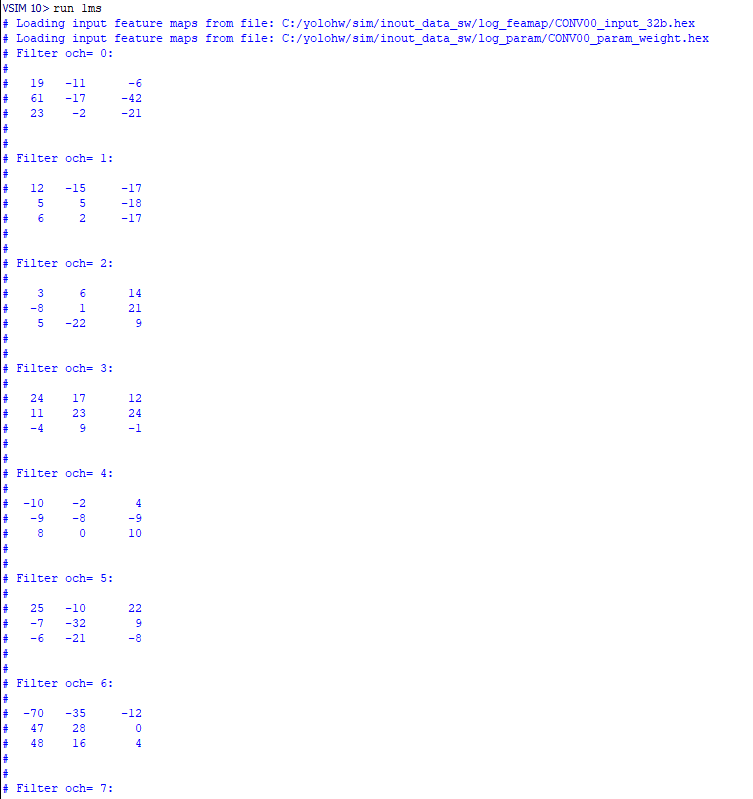 VSIM 10> run 1ms
# Loading input feature maps from file: C:/yolohw/sim/inout_data_sw/log_feamap/CONV00_input_32b.hex
# Loading input feature maps from file: C:/yolohw/sim/inout_data_sw/log_param/CONV00_param_weight.hex
# Filter och= 0:
#
#   19   -11      -6
#   61   -17     -42
#   23    -2     -21
#
#
# Filter och= 1:
#
#   12   -15     -17
#    5     5     -18
#    6     2     -17
#
#
# Filter och= 2:
#
#    3     6      14
#   -8     1      21
#    5   -22       9
#
#
# Filter och= 3:
#
#   24    17      12
#   11    23      24
#   -4     9      -1
#
#
# Filter och= 4:
#
#  -10    -2       4
#   -9    -8      -9
#    8     0      10
#
#
# Filter och= 5:
#
#   25   -10      22
#   -7   -32       9
#   -6   -21      -8
#
#
# Filter och= 6:
#
#  -70   -35     -12
#   47    28       0
#   48    16       4
#
#
# Filter och= 7: